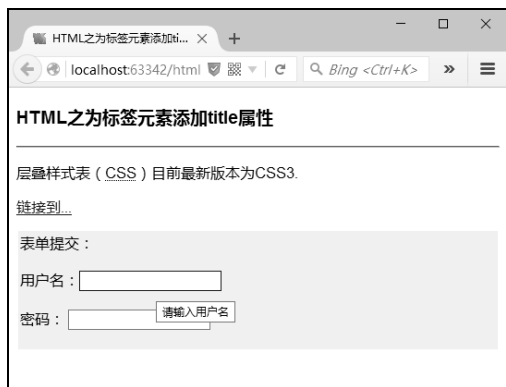 HTML之为标签元素添加ti...
localhost:63342/html
Bing <Ctrl+K>
HTML之为标签元素添加title属性
层叠样式表（CSS）目前最新版本为CSS3.
链接到...
表单提交：
用户名：
请输入用户名
密码：